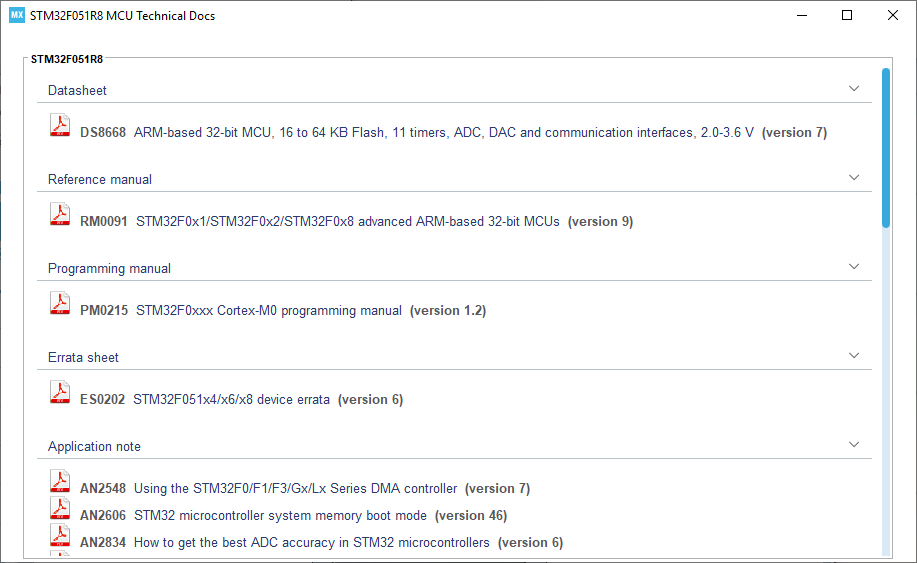 MX STM32F051R8 MCU Technical Docs
STM32F051R8
Datasheet
DS8668 ARM-based 32-bit MCU, 16 to 64 KB Flash, 11 timers, ADC, DAC and communication interfaces, 2.0-3.6 V (version 7)
Reference manual
RM0091 STM32F0x1/STM32F0x2/STM32F0x8 advanced ARM-based 32-bit MCUs (version 9)
Programming manual
PM0215 STM32F0xxx Cortex-M0 programming manual (version 1.2)
Errata sheet
ES0202 STM32F051x4/x6/x8 device errata (version 6)
Application note
AN2548 Using the STM32F0/F1/F3/Gx/Lx Series DMA controller (version 7)
AN2606 STM32 microcontroller system memory boot mode (version 46)
AN2834 How to get the best ADC accuracy in STM32 microcontrollers (version 6)